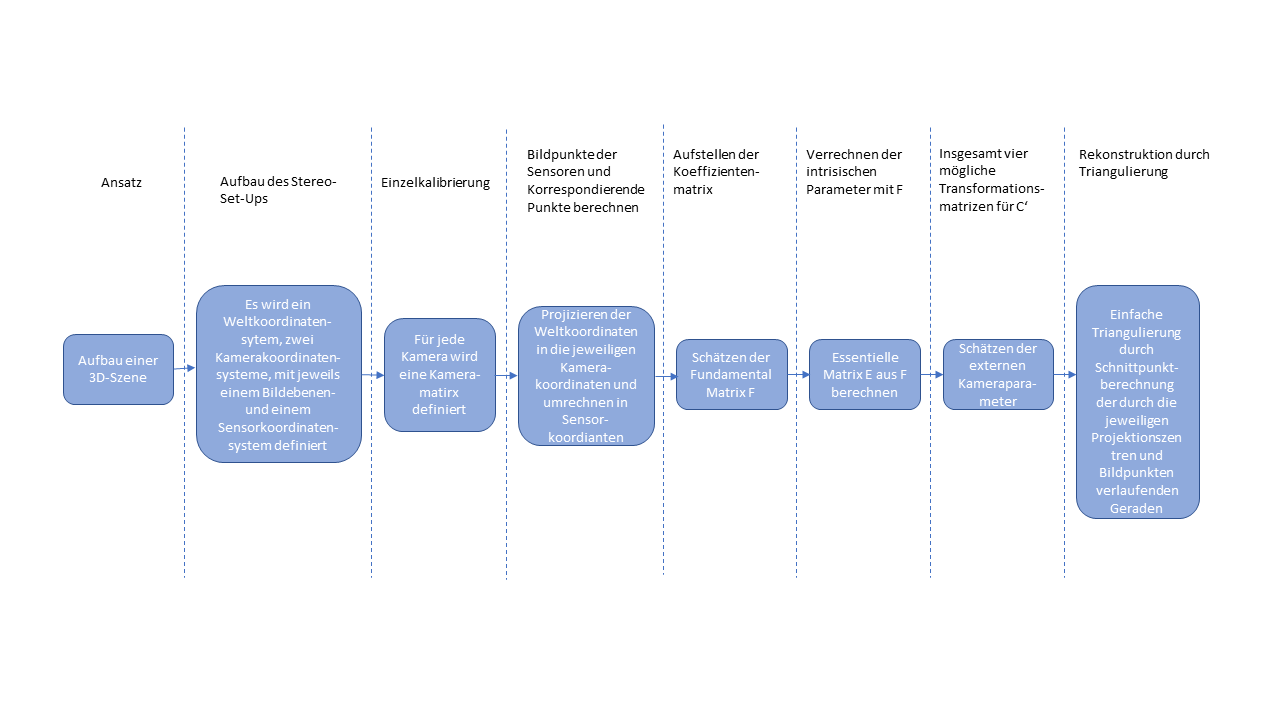 Ansatz
Aufbau des Stereo-
Set-Ups
Einzelkalibrierung
Bildpunkte der
Sensoren und
Korrespondierende
Punkte berechnen
Aufstellen der
Koeffizienten-
matrix
Verrechnen der
intrisischen
Parameter mit F
Insgesamt vier
mögliche
Transformations-
matrizen für C‘
Rekonstruktion durch
Triangulierung
Aufbau einer
3D-Szene
Es wird ein
Weltkoordinaten-
sytem, zwei
Kamerakoordinaten-
systeme, mit jeweils
einem Bildebenen-
und einem
Sensorkoordinaten-
system definiert
Für jede
Kamera wird
eine Kamera-
matirx
definiert
Projizieren der
Weltkoordinaten
in die jeweiligen
Kamera-
koordinaten und
umrechnen in
Sensor-
koordianten
Schätzen der
Fundamental
Matrix F
Essentielle
Matrix E aus F
berechnen
Schätzen der
externen
Kamerapara-
meter
Einfache
Triangulierung
durch
Schnittpunkt-
berechnung
der durch die
jeweiligen
Projektionszen
tren und
Bildpunkten
verlaufenden
Geraden